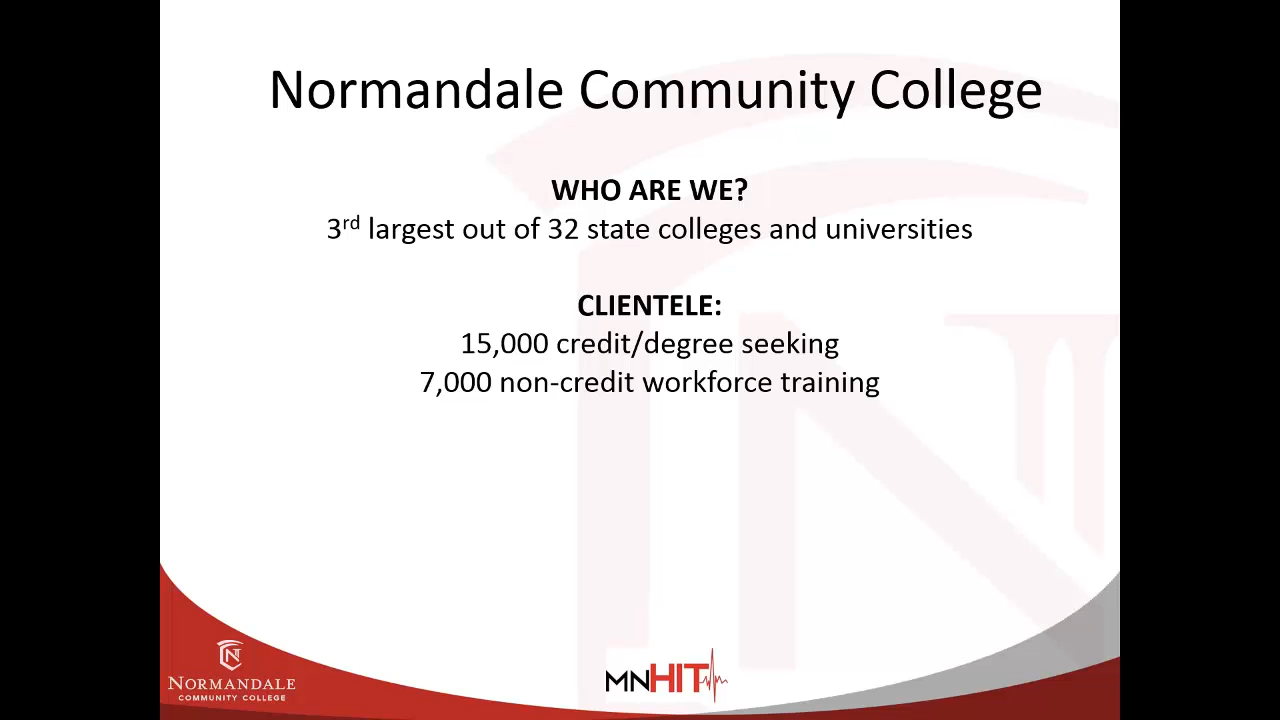 Normandale Community College
WHO ARE WE?
3rd largest out of 32 state colleges and universities
CLIENTELE:
15,000 credit/degree seeking
7,000 non-credit workforce training
N
NORMANDALE
COMMUNITY COLLEGE
MNHIT